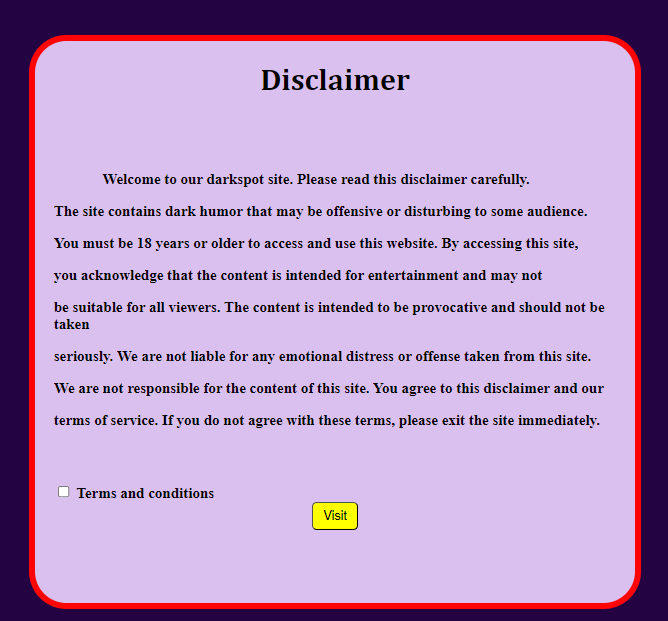 Disclaimer
Welcome to our darkspot site. Please read this disclaimer carefully.
The site contains dark humor that may be offensive or disturbing to some audience.
You must be 18 years or older to access and use this website. By accessing this site,
you acknowledge that the content is intended for entertainment and may not
be suitable for all viewers. The content is intended to be provocative and should not be
taken
seriously. We are not liable for any emotional distress or offense taken from this site.
We are not responsible for the content of this site. You agree to this disclaimer and our
terms of service. If you do not agree with these terms, please exit the site immediately.
Terms and conditions
Visit